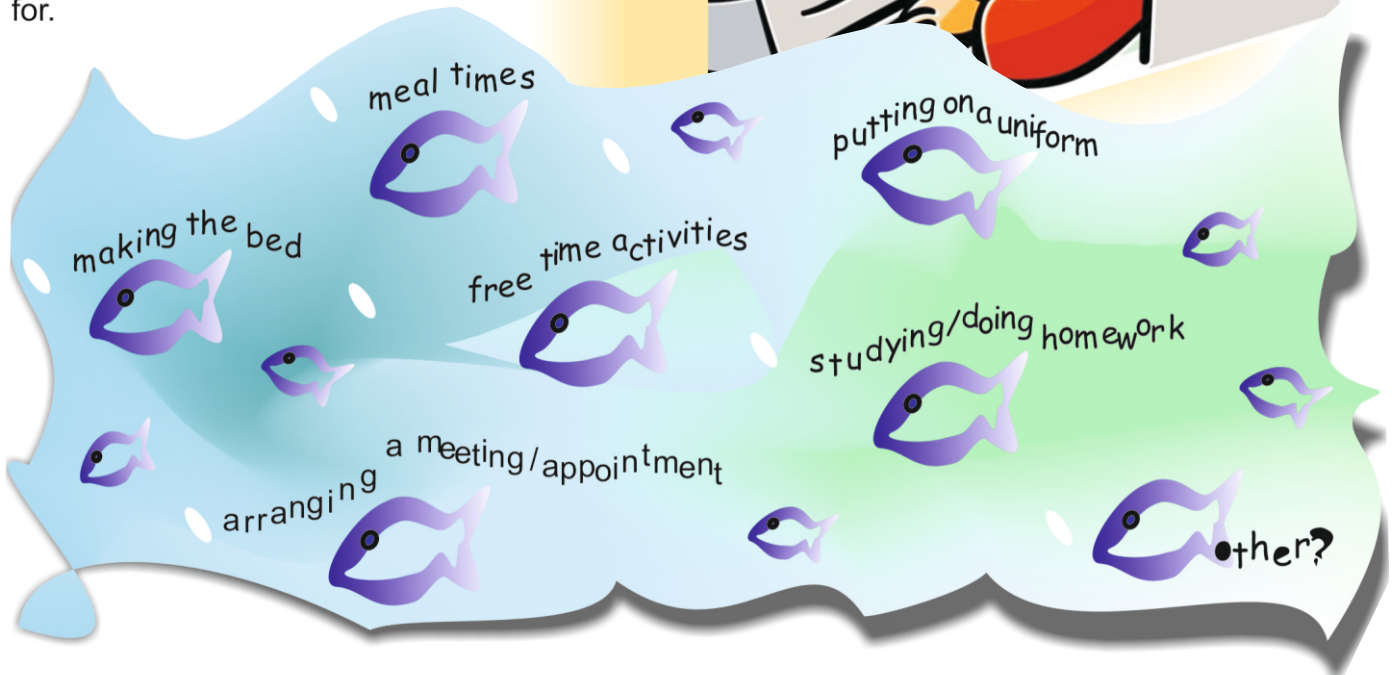 for.
meal times
putting on a uniform
making the bed
free time activities
studying/doing homework
arranging a meeting/appointment
other?